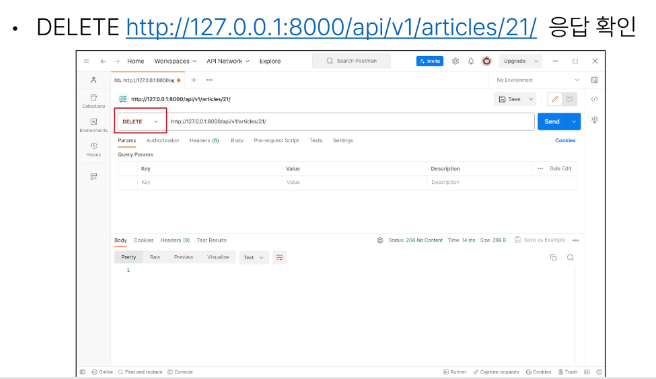 • DELETE http://127.0.0.1:8000/api/v1/articles/21/ 응답 확인
Home Workspaces API Network Explore Search Postman Invite Upgrade
DEL http://127.0.0.1:8000/ap No Environment
http://127.0.0.1:8000/api/v1/articles/21/ Save
Collections
DELETE http://127.0.0.1:8000/api/v1/articles/21/ Send
Environments
Params Authorization Headers (6) Body Pre-request Script Tests Settings Cookies
History
Query Params
Key Value Description Bulk Edit
Key Value Description
Body Cookies Headers (9) Test Results Status: 204 No Content Time: 14 ms Size: 298 B Save as Example
Pretty Raw Preview Visualize Text
1
Online Find and replace Console Runner Capture requests Cookies Trash